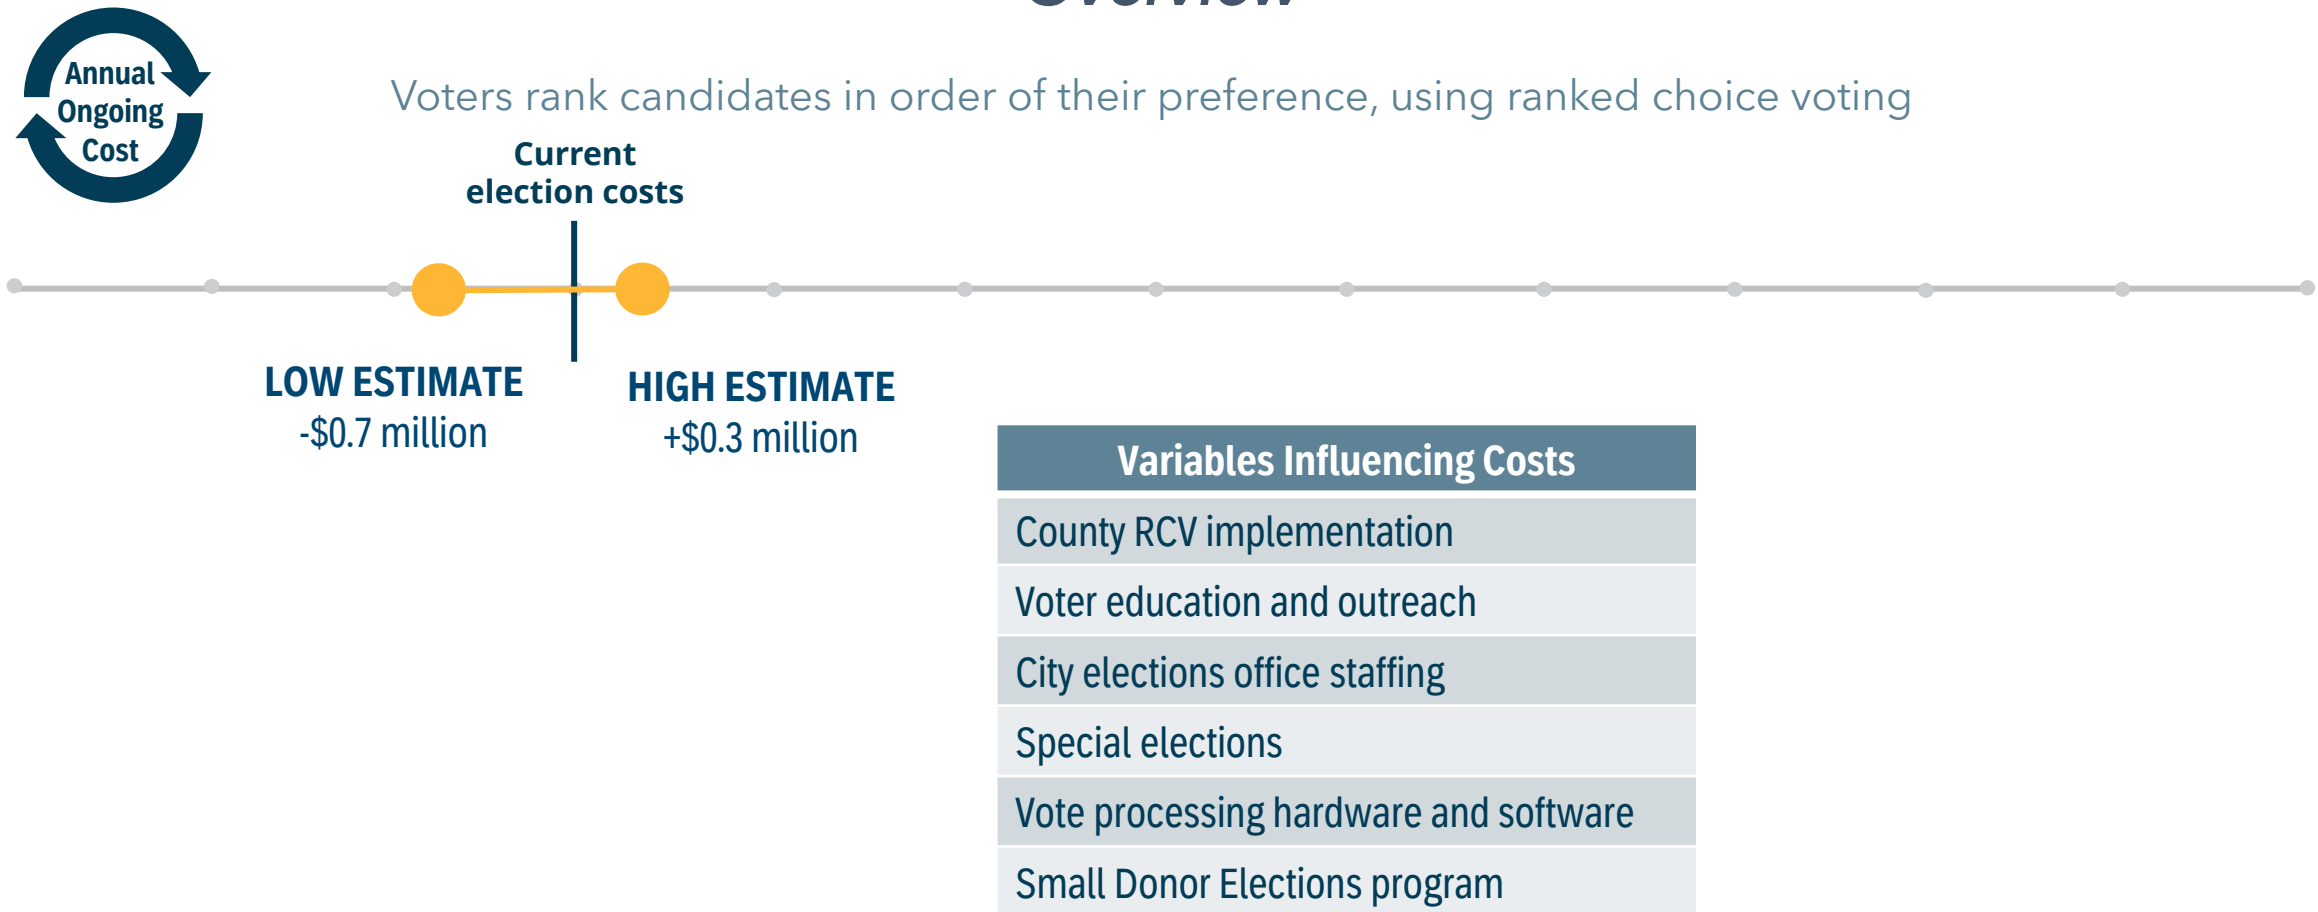 Overview
Annual
Ongoing
Cost
Voters rank candidates in order of their preference, using ranked choice voting
Current
election costs
LOW ESTIMATE
-$0.7 million
HIGH ESTIMATE
+$0.3 million
Variables Influencing Costs
County RCV implementation
Voter education and outreach
City elections office staffing
Special elections
Vote processing hardware and software
Small Donor Elections program